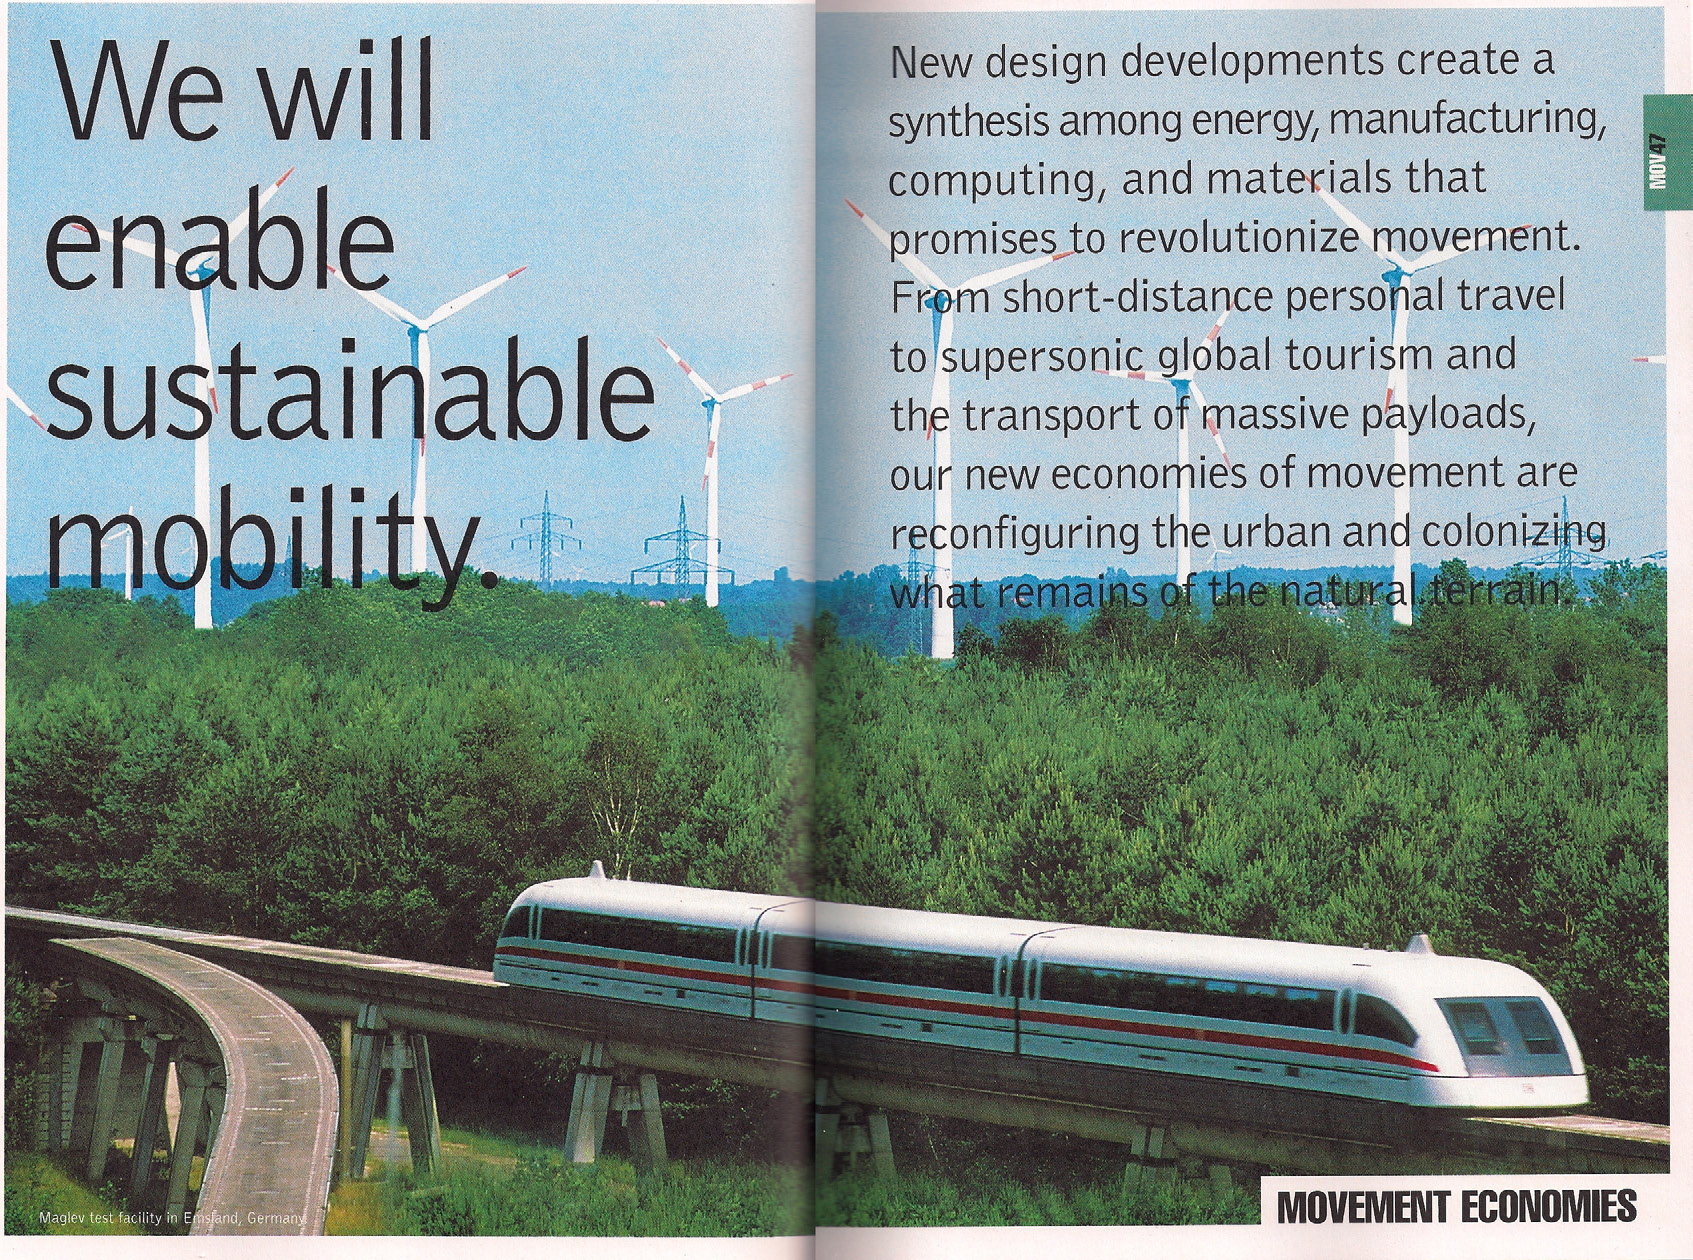 We will
enable
sustainable
mobility.
New design developments create a
synthesis among energy, manufacturing,
computing, and materials that
promises to revolutionize movement.
From short-distance personal travel
to supersonic global tourism and
the transport of massive payloads,
our new economies of movement are
reconfiguring the urban and colonizing
what remains of the natural terrain.
MOV47
Maglev test facility in Emsland, Germany
MOVEMENT ECONOMIES